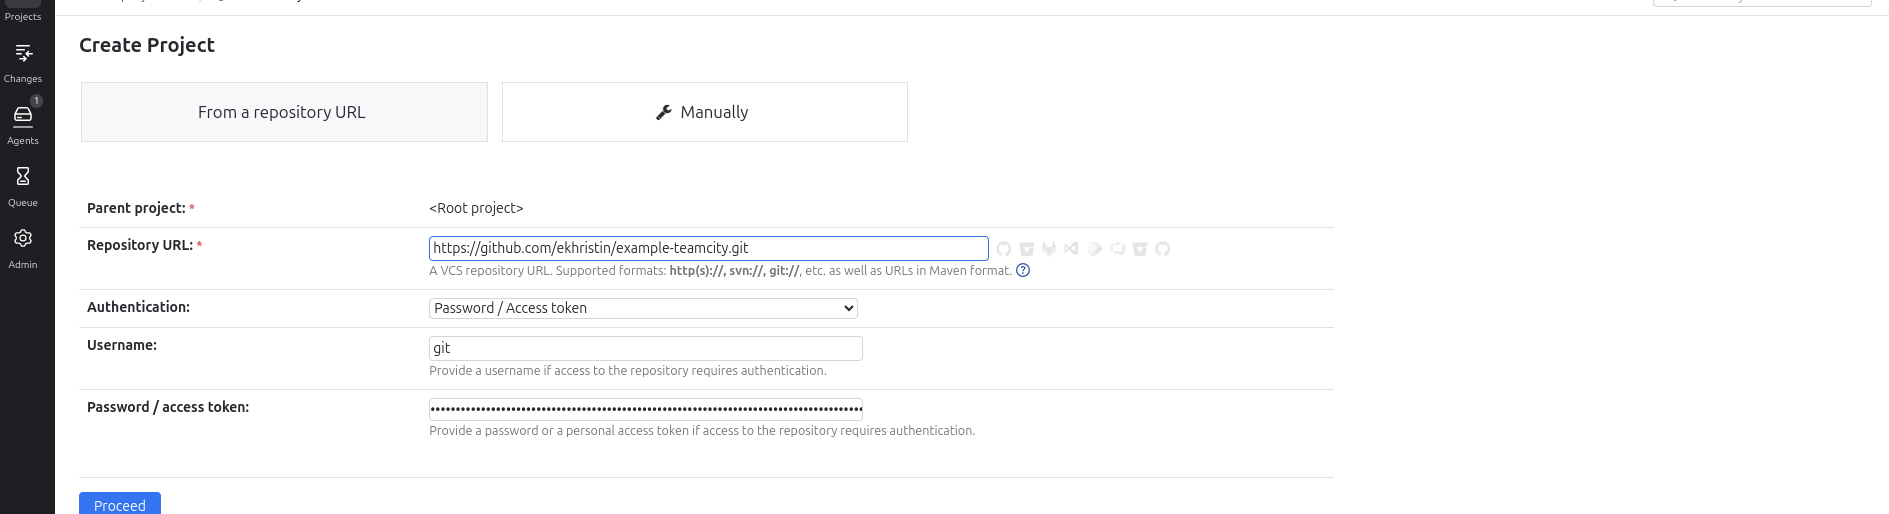 Projects
Changes
1
Agents
Queue
Admin
Create Project
From a repository URL
Manually
Parent project: *
<Root project>
Repository URL: *
https://github.com/ekhristin/example-teamcity.git
A VCS repository URL. Supported formats: http(s)://, svn://, git://, etc. as well as URLs in Maven format. ?
Authentication:
Password / Access token
Username:
git
Provide a username if access to the repository requires authentication.
Password / access token:
Provide a password or a personal access token if access to the repository requires authentication.
Proceed